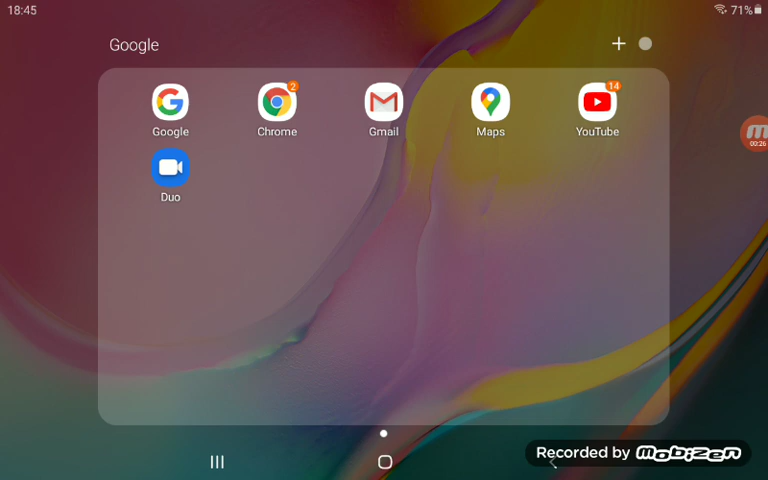 18:45
71%
Google
Google
Chrome
2
Gmail
Maps
YouTube
14
Duo
00:26
Recorded by MOBIZEN